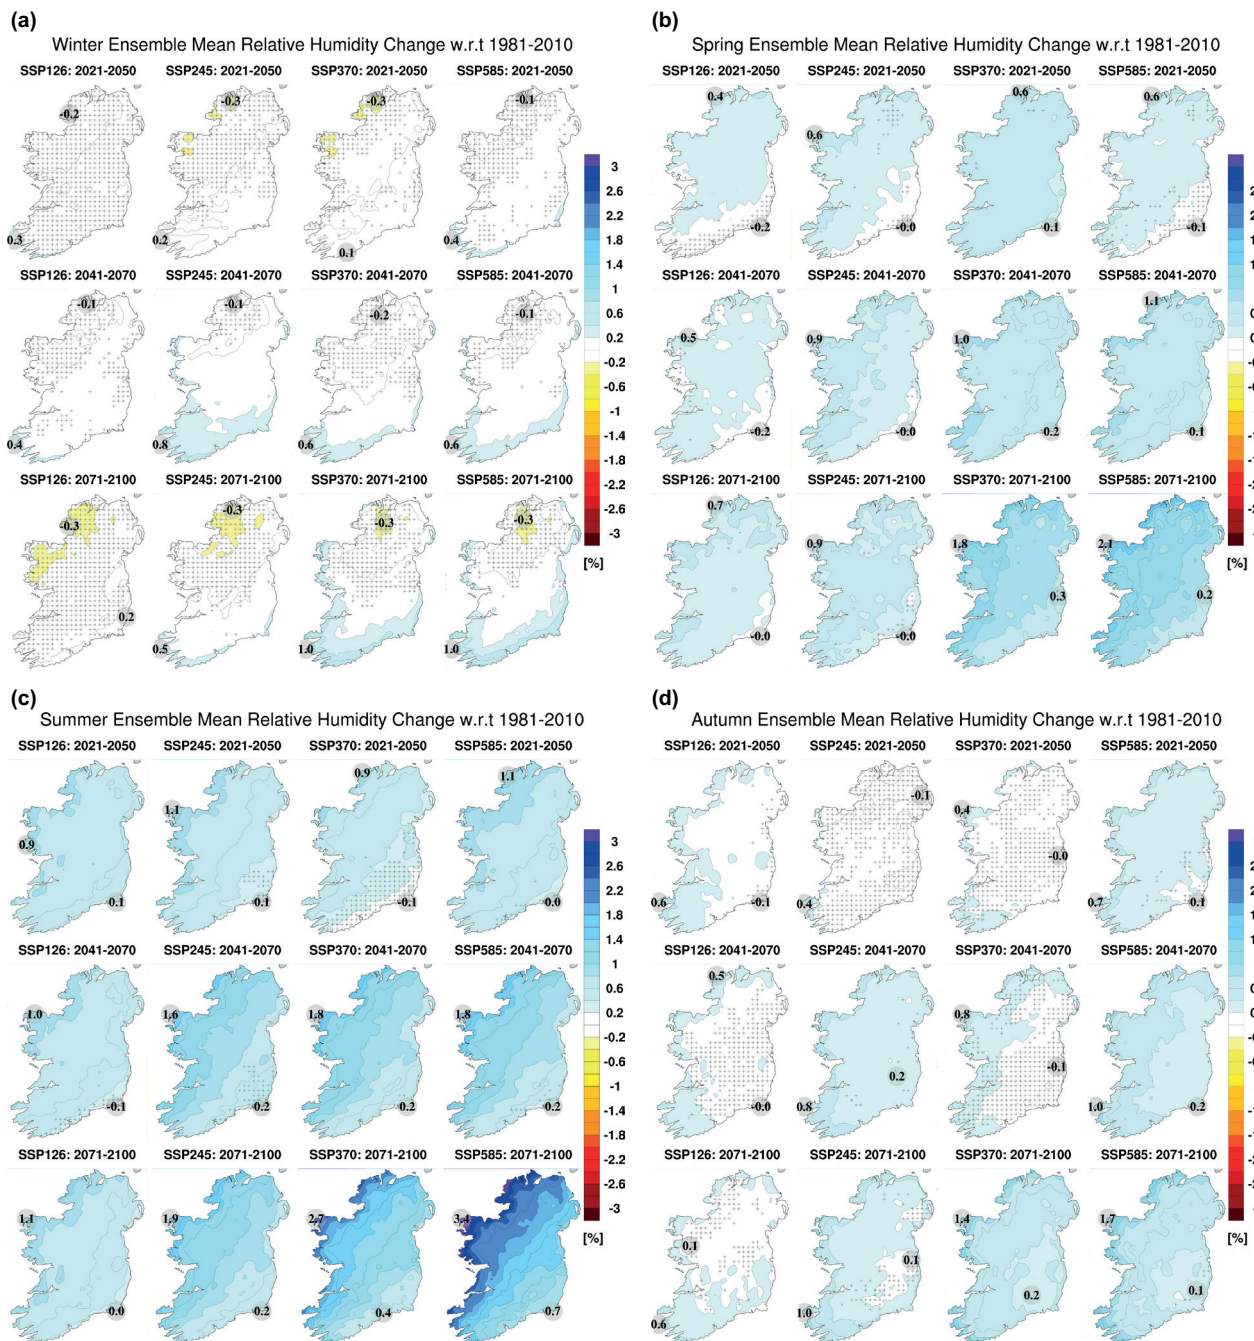 (a)
Winter Ensemble Mean Relative Humidity Change w.r.t 1981-2010
SSP126: 2021-2050 SSP245: 2021-2050 SSP370: 2021-2050 SSP585: 2021-2050
-0.2 -0.3 -0.3 -0.1
0.3 0.2 0.1 0.4
SSP126: 2041-2070 SSP245: 2041-2070 SSP370: 2041-2070 SSP585: 2041-2070
-0.1 -0.1 -0.2 -0.1
0.4 0.8 0.6 0.6
SSP126: 2071-2100 SSP245: 2071-2100 SSP370: 2071-2100 SSP585: 2071-2100
-0.3 -0.3 -0.3 -0.3
0.2 0.5 1.0 1.0
3
2.6
2.2
1.8
1.4
1
0.6
0.2
-0.2
-0.6
-1
-1.4
-1.8
-2.2
-2.6
-3
[%]
(b)
Spring Ensemble Mean Relative Humidity Change w.r.t 1981-2010
SSP126: 2021-2050 SSP245: 2021-2050 SSP370: 2021-2050 SSP585: 2021-2050
0.4 0.6 0.6 0.6
-0.2 -0.0 0.1 -0.1
SSP126: 2041-2070 SSP245: 2041-2070 SSP370: 2041-2070 SSP585: 2041-2070
0.5 0.9 1.0 1.1
-0.2 -0.0 0.2 0.1
SSP126: 2071-2100 SSP245: 2071-2100 SSP370: 2071-2100 SSP585: 2071-2100
0.7 0.9 1.8 2.1
-0.0 -0.0 0.3 0.2
(c)
Summer Ensemble Mean Relative Humidity Change w.r.t 1981-2010
SSP126: 2021-2050 SSP245: 2021-2050 SSP370: 2021-2050 SSP585: 2021-2050
0.9 1.1 0.9 1.1
0.1 0.1 -0.1 0.0
SSP126: 2041-2070 SSP245: 2041-2070 SSP370: 2041-2070 SSP585: 2041-2070
1.0 1.6 1.8 1.8
-0.1 0.2 0.2 0.2
SSP126: 2071-2100 SSP245: 2071-2100 SSP370: 2071-2100 SSP585: 2071-2100
1.1 1.9 2.7 3.4
0.0 0.2 0.4 0.7
3
2.6
2.2
1.8
1.4
1
0.6
0.2
-0.2
-0.6
-1
-1.4
-1.8
-2.2
-2.6
-3
[%]
(d)
Autumn Ensemble Mean Relative Humidity Change w.r.t 1981-2010
SSP126: 2021-2050 SSP245: 2021-2050 SSP370: 2021-2050 SSP585: 2021-2050
0.6 -0.1 0.4 0.7
-0.1 0.4 -0.0 0.1
SSP126: 2041-2070 SSP245: 2041-2070 SSP370: 2041-2070 SSP585: 2041-2070
0.5 0.2 0.8 1.0
-0.0 0.8 -0.1 0.2
SSP126: 2071-2100 SSP245: 2071-2100 SSP370: 2071-2100 SSP585: 2071-2100
0.1 0.1 1.4 1.7
0.6 1.0 0.2 0.1